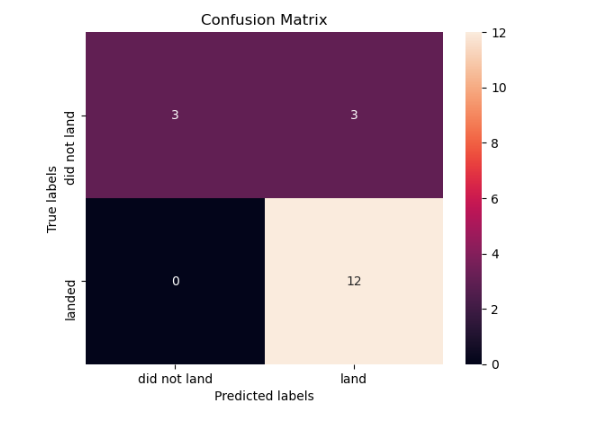 Confusion Matrix
True labels
did not land
landed
3
3
0
12
did not land
land
Predicted labels
12
10
8
6
4
2
0